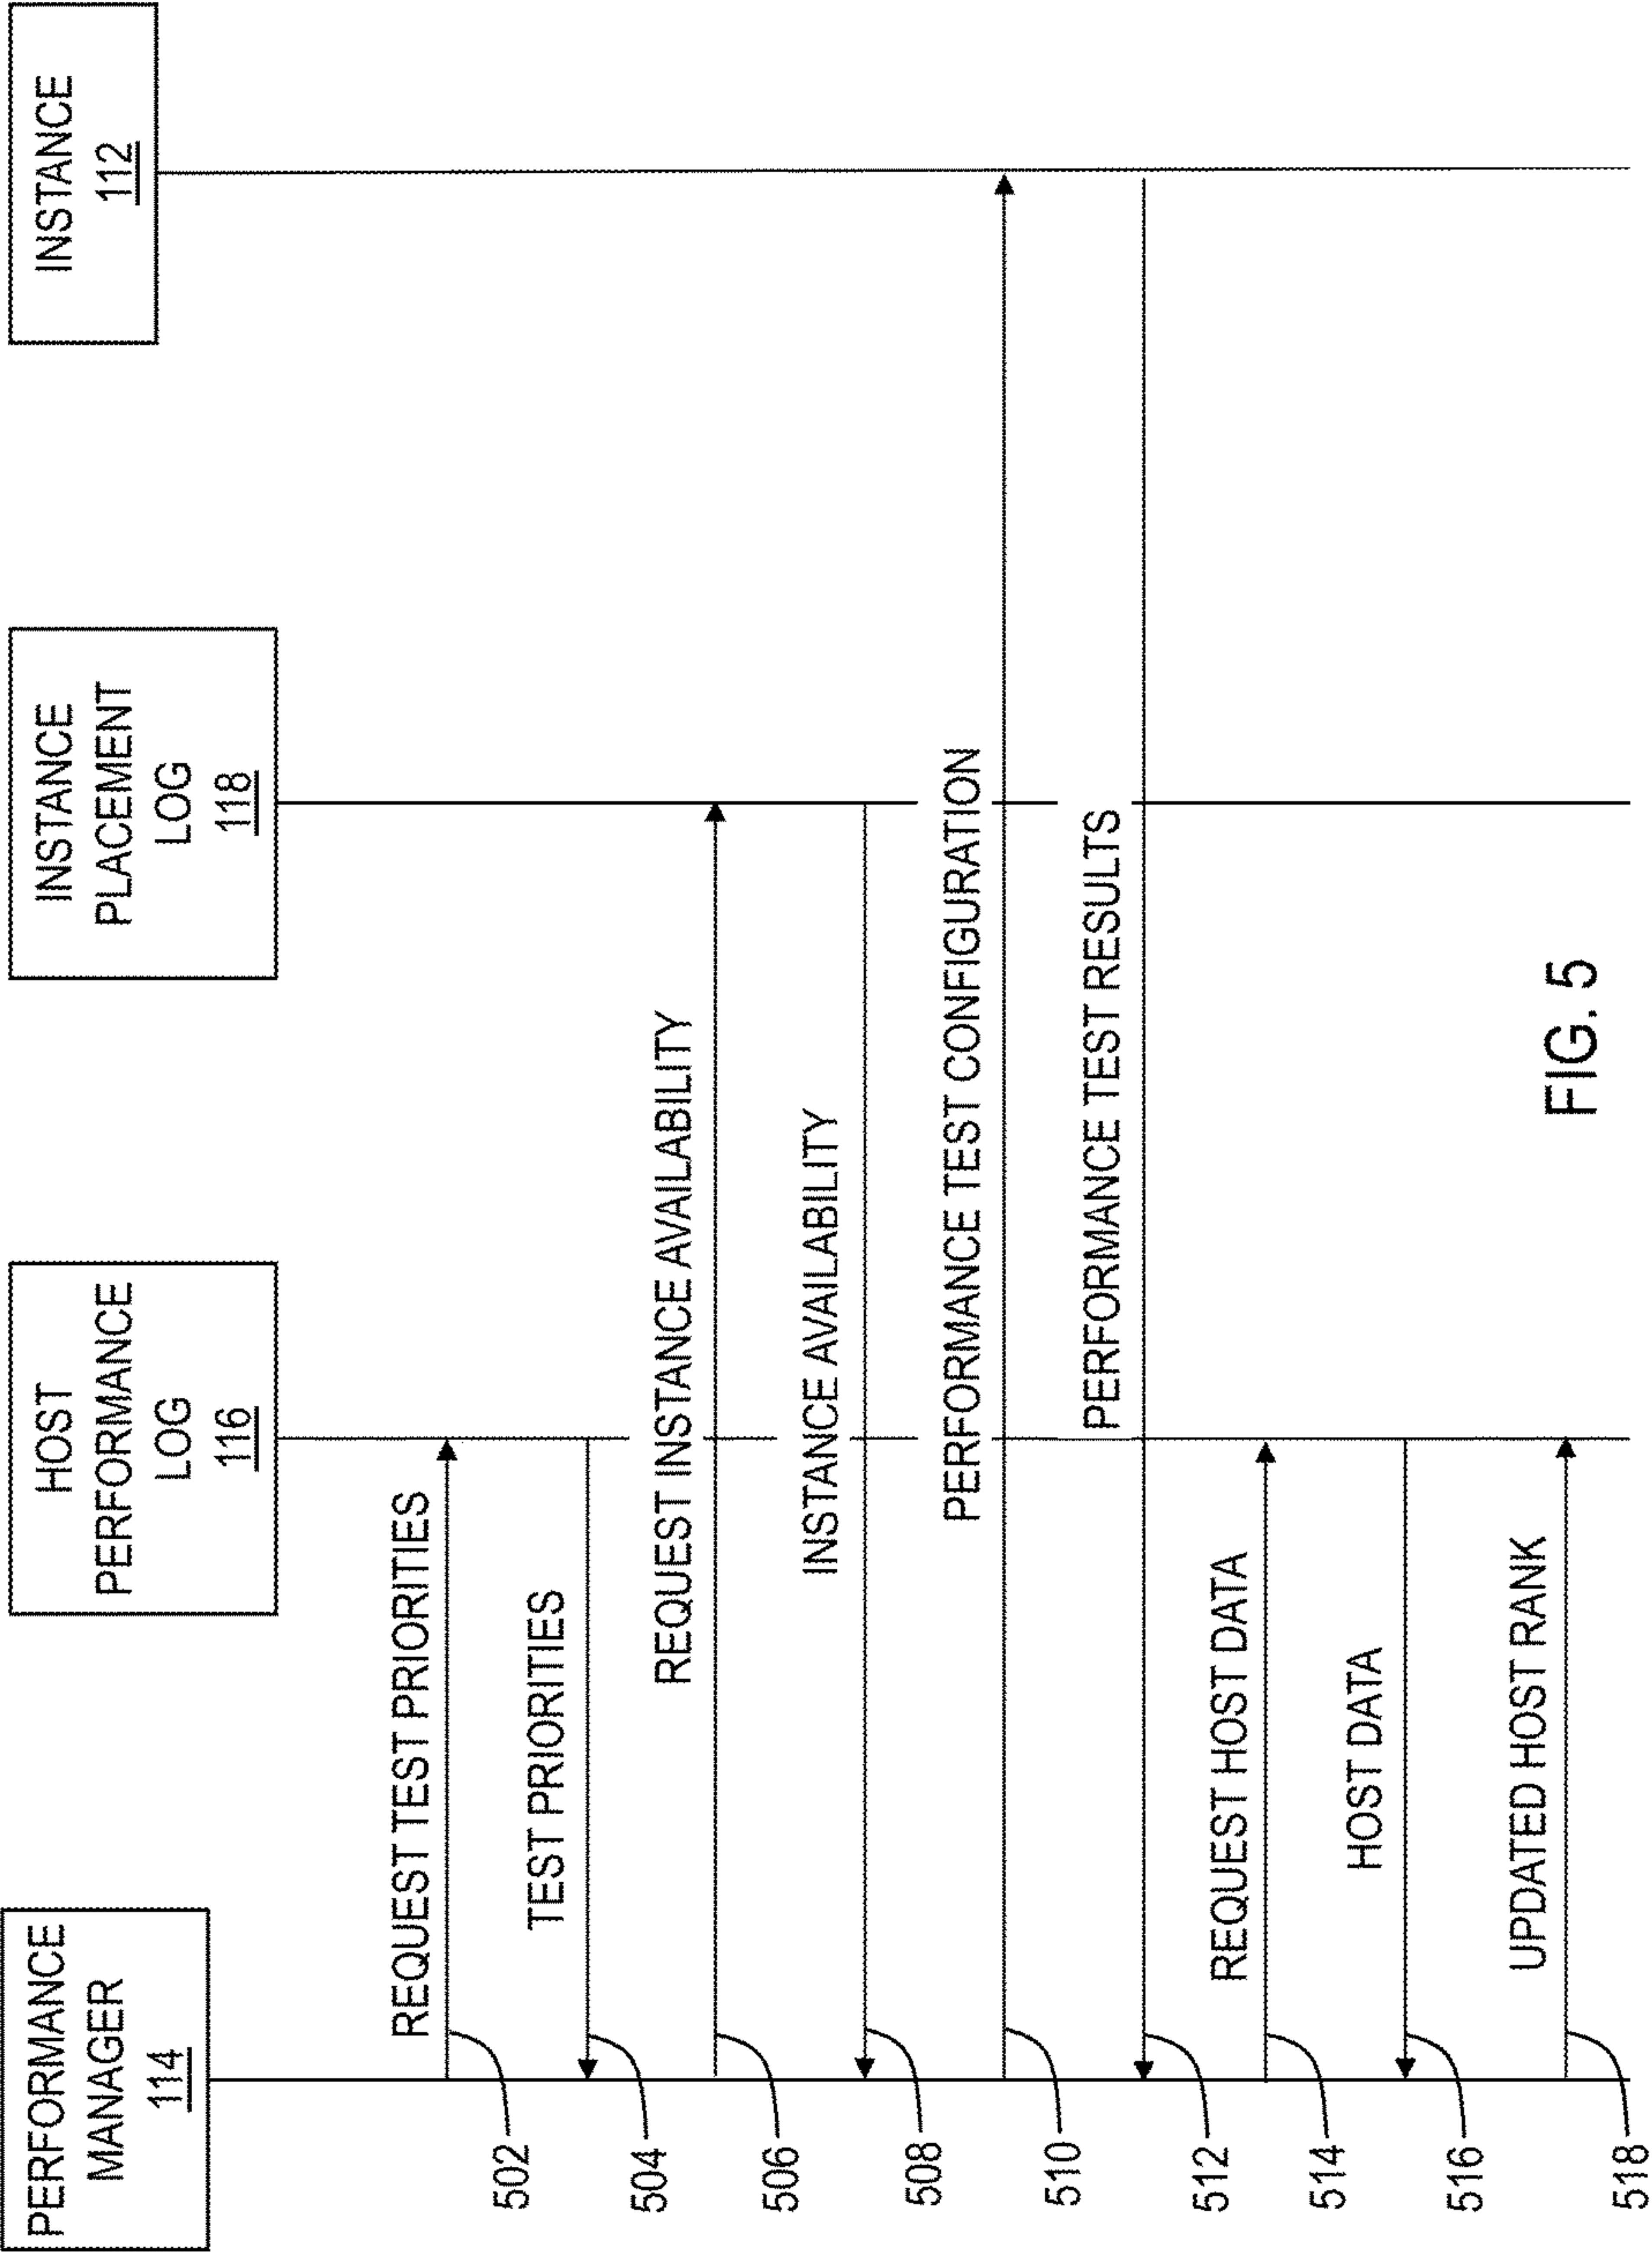 PERFORMANCE
MANAGER
114
HOST
PERFORMANCE
LOG
116
INSTANCE
PLACEMENT
LOG
118
INSTANCE
112
REQUEST TEST PRIORITIES
502
TEST PRIORITIES
504
REQUEST INSTANCE AVAILABILITY
506
INSTANCE AVAILABILITY
508
PERFORMANCE TEST CONFIGURATION
510
PERFORMANCE TEST RESULTS
512
REQUEST HOST DATA
514
HOST DATA
516
UPDATED HOST RANK
518
FIG. 5